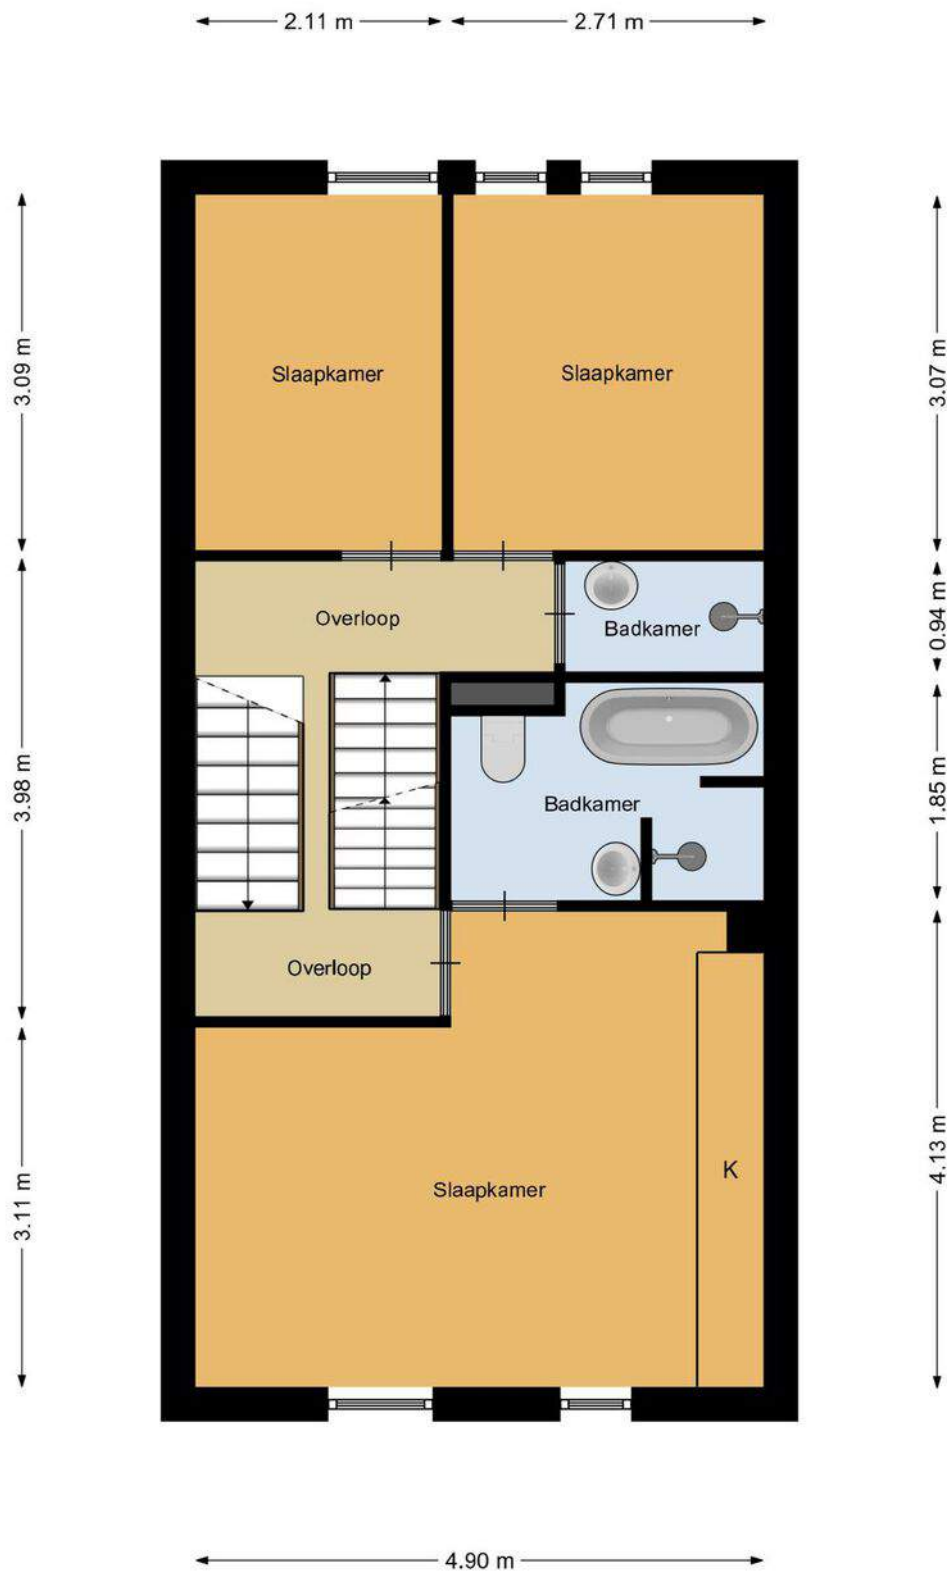 2.11 m
2.71 m
3.09 m
3.07 m
Slaapkamer
Slaapkamer
0.94 m
Overloop
Badkamer
3.98 m
1.85 m
Badkamer
Overloop
3.11 m
4.13 m
K
Slaapkamer
4.90 m